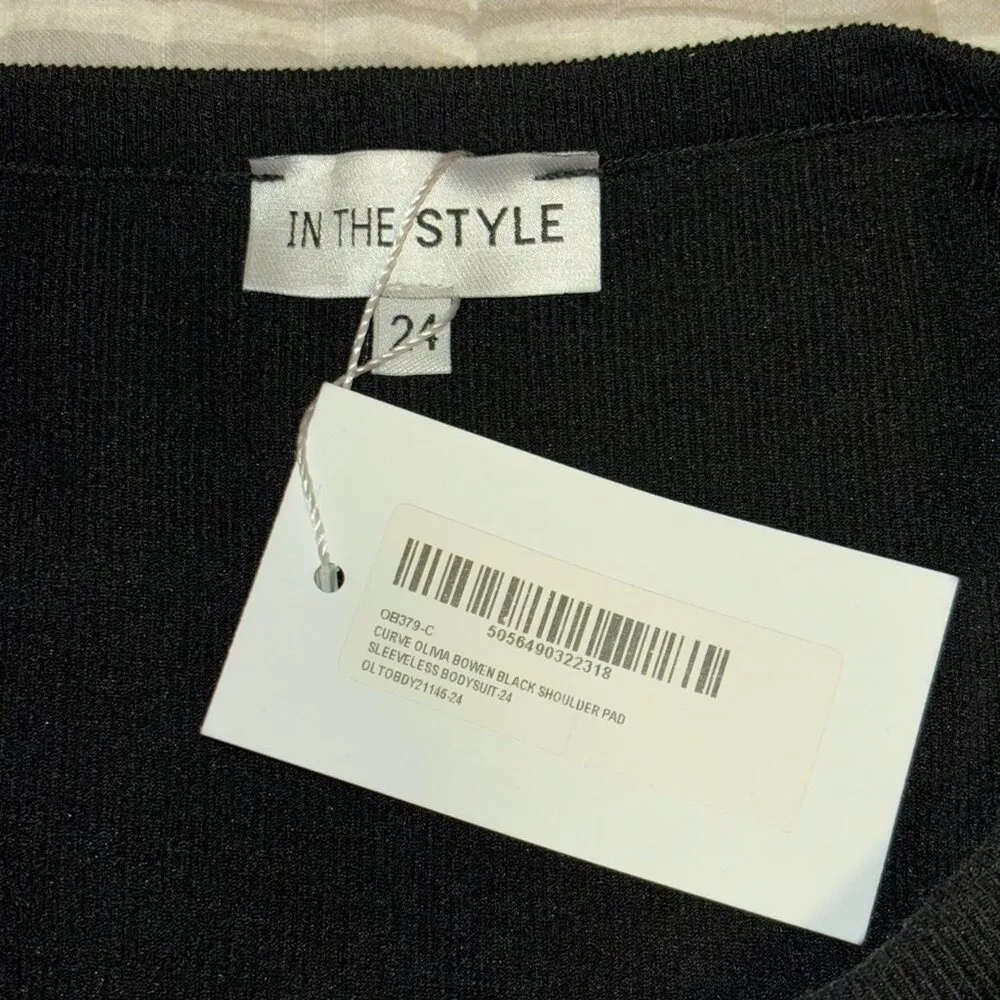 IN THE STYLE
24
5056490322318
OB379-C
CURVE OLIVIA BOWEN BLACK SHOULDER PAD
SLEEVELESS BODYSUIT-24
OLTOBDY21146-24